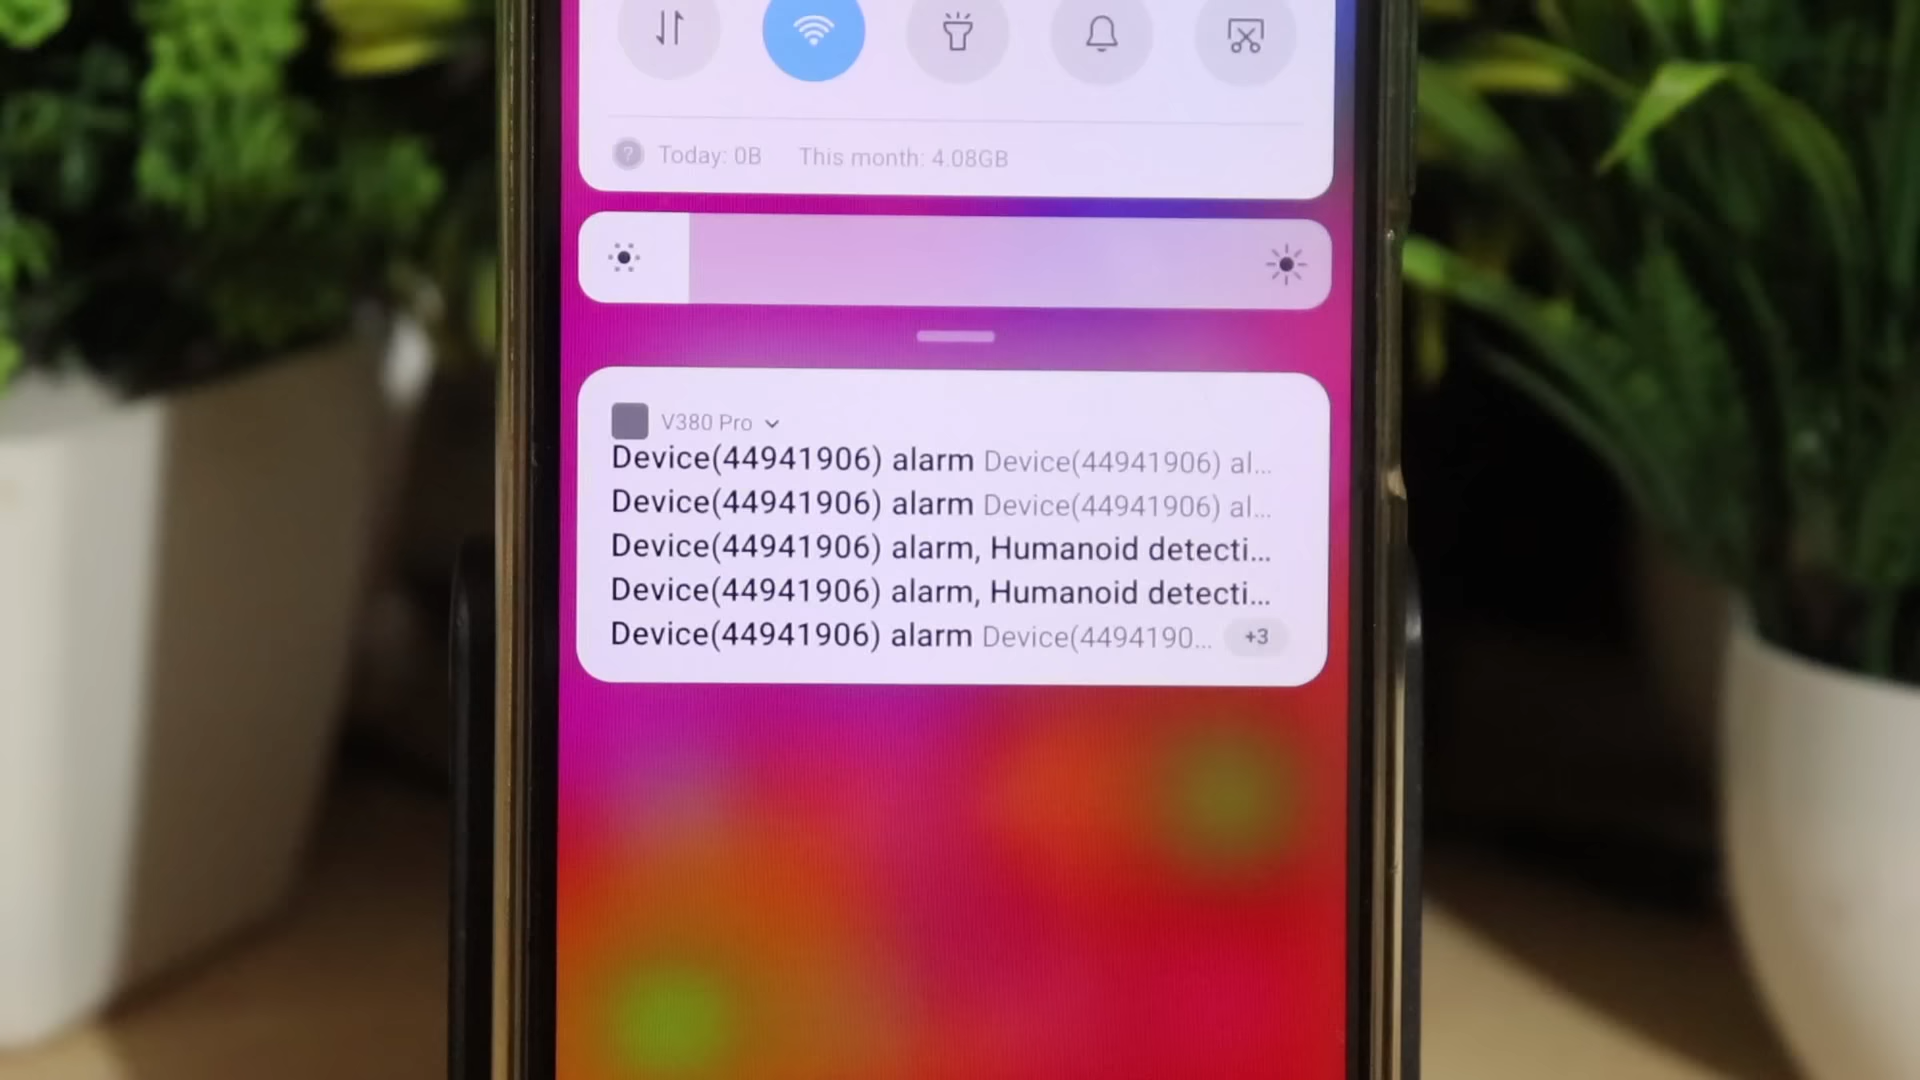 ?
Today: 0B This month: 4.08GB
V380 Pro
Device(44941906) alarm Device(44941906) al...
Device(44941906) alarm Device(44941906) al...
Device(44941906) alarm, Humanoid detecti...
Device(44941906) alarm, Humanoid detecti...
Device(44941906) alarm Device(4494190... +3